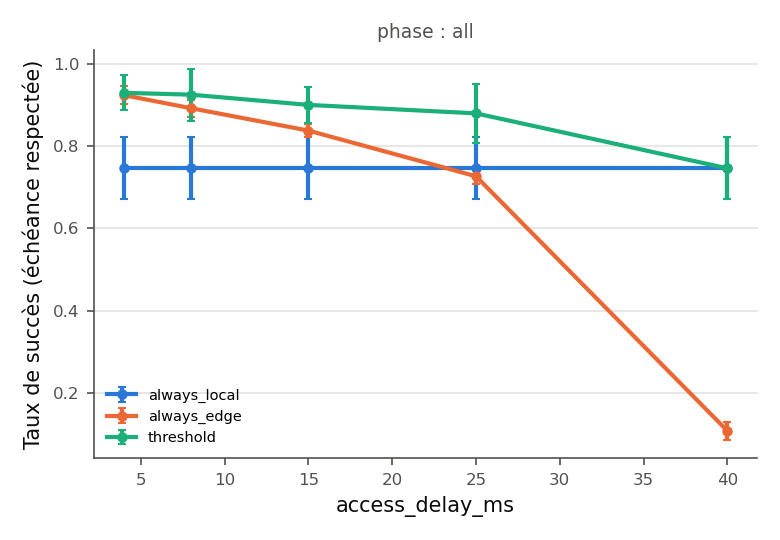 phase : all
Taux de succès (échéance respectée)
1.0
0.8
0.6
0.4
0.2
always_local
always_edge
threshold
5 10 15 20 25 30 35 40
access_delay_ms